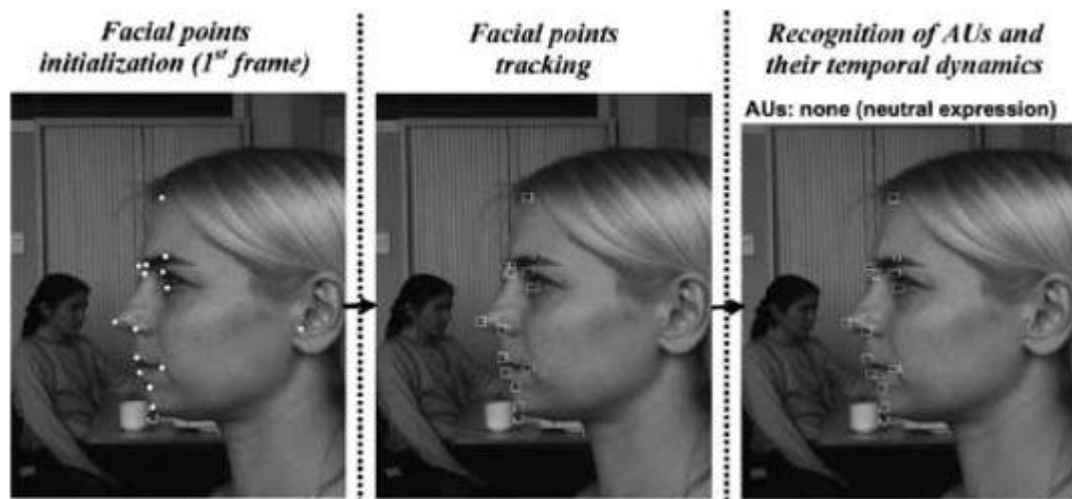 Facial points
initialization (1st frame)
Facial points
tracking
Recognition of AUs and
their temporal dynamics
AUs: none (neutral expression)